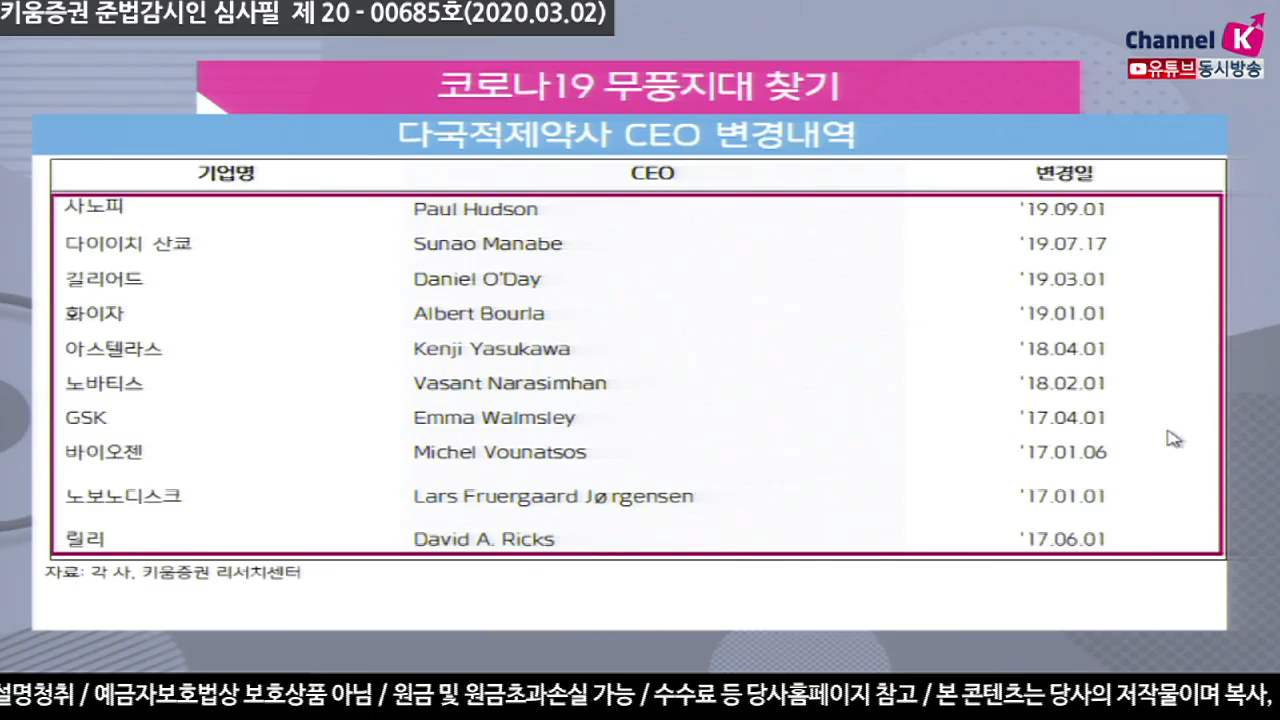 키움증권 준법감시인 심사필 제 20 - 00685호(2020.03.02)
Channel K
유튜브 동시방송
코로나19 무풍지대 찾기
다국적제약사 CEO 변경내역
기업명 CEO 변경일
사노피 Paul Hudson '19.09.01
다이이치 산쿄 Sunao Manabe '19.07.17
길리어드 Daniel O'Day '19.03.01
화이자 Albert Bourla '19.01.01
아스텔라스 Kenji Yasukawa '18.04.01
노바티스 Vasant Narasimhan '18.02.01
GSK Emma Walmsley '17.04.01
바이오젠 Michel Vounatsos '17.01.06
노보노디스크 Lars Fruergaard Jørgensen '17.01.01
릴리 David A. Ricks '17.06.01
자료: 각 사, 키움증권 리서치센터
설명청취 / 예금자보호법상 보호상품 아님 / 원금 및 원금초과손실 가능 / 수수료 등 당사홈페이지 참고 / 본 콘텐츠는 당사의 저작물이며 복사,